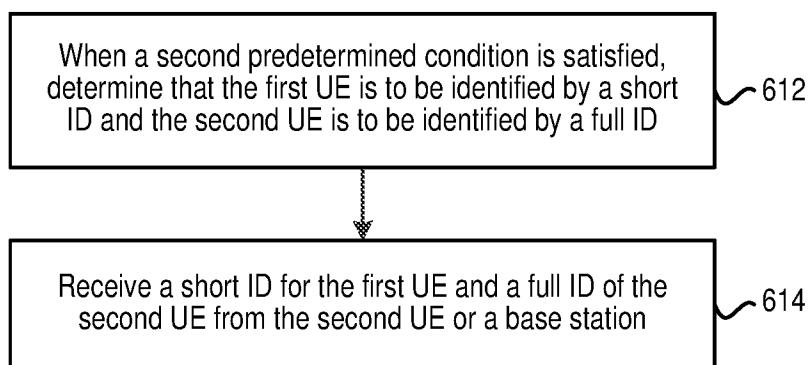 When a second predetermined condition is satisfied,
determine that the first UE is to be identified by a short
ID and the second UE is to be identified by a full ID
612
Receive a short ID for the first UE and a full ID of the
second UE from the second UE or a base station
614